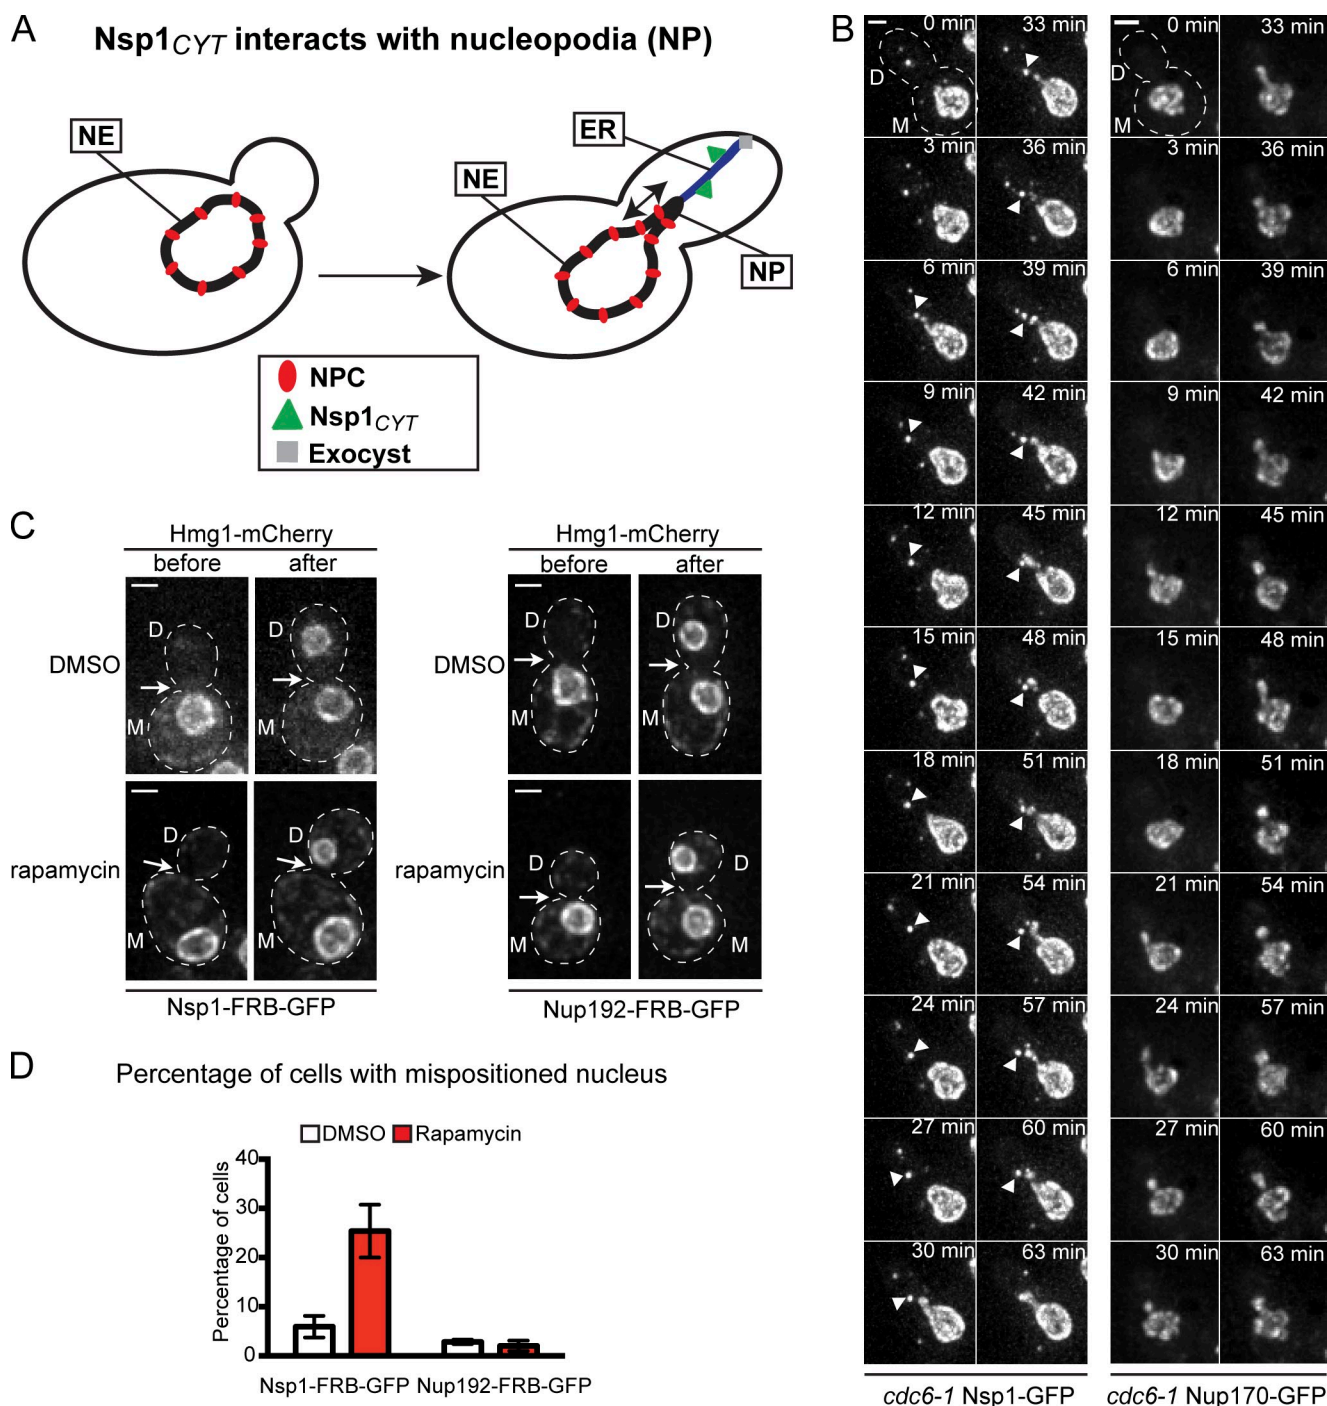 A
Nsp1CYT interacts with nucleopodia (NP)
NE
ER
NE
NP
NPC
Nsp1CYT
Exocyst
B
0 min
33 min
0 min
33 min
D
M
D
M
3 min
36 min
3 min
36 min
6 min
39 min
6 min
39 min
9 min
42 min
9 min
42 min
12 min
45 min
12 min
45 min
15 min
48 min
15 min
48 min
18 min
51 min
18 min
51 min
21 min
54 min
21 min
54 min
24 min
57 min
24 min
57 min
27 min
60 min
27 min
60 min
30 min
63 min
30 min
63 min
cdc6-1 Nsp1-GFP
cdc6-1 Nup170-GFP
C
Hmg1-mCherry
before
after
Hmg1-mCherry
before
after
DMSO
D
M
D
M
DMSO
D
M
D
M
rapamycin
D
M
D
M
rapamycin
D
M
D
M
Nsp1-FRB-GFP
Nup192-FRB-GFP
D
Percentage of cells with mispositioned nucleus
DMSO
Rapamycin
Percentage of cells
40
30
20
10
0
Nsp1-FRB-GFP
Nup192-FRB-GFP